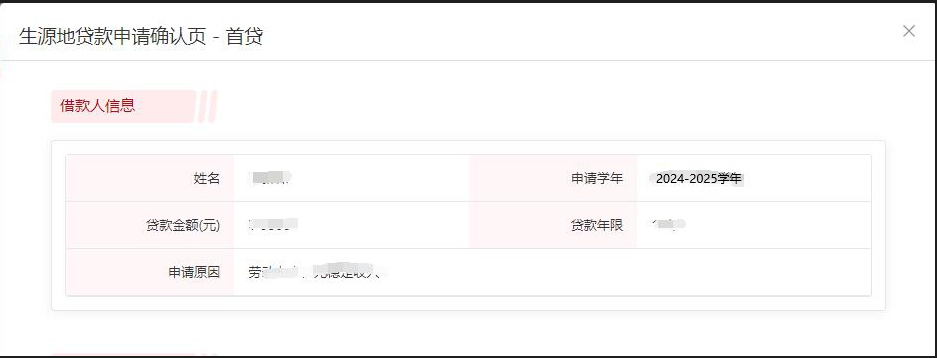 生源地贷款申请确认页 - 首贷
借款人信息
姓名
申请学年 2024-2025学年
贷款金额(元)
贷款年限
申请原因